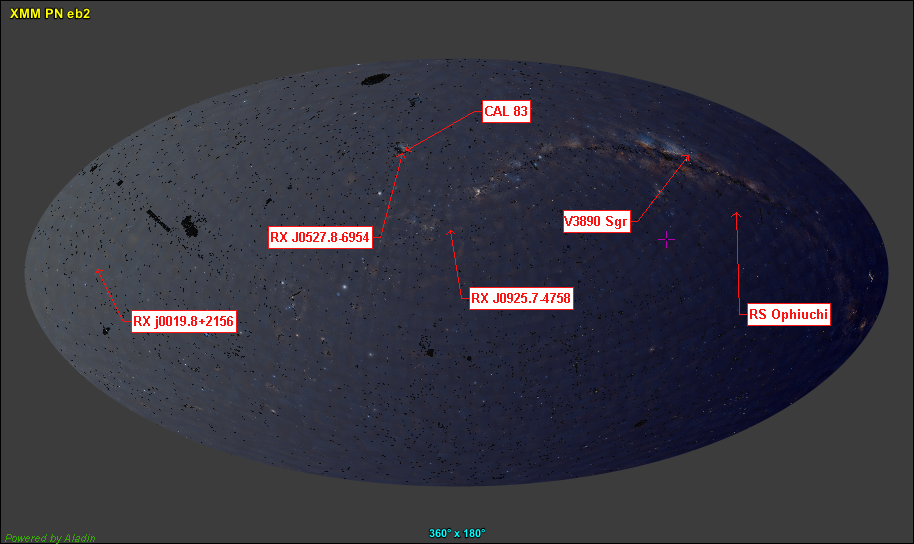 XMM PN eb2
CAL 83
V3890 Sgr
RX J0527.8-6954
RX J0925.7-4758
RS Ophiuchi
RX j0019.8+2156
360° x 180°
Powered by Aladin